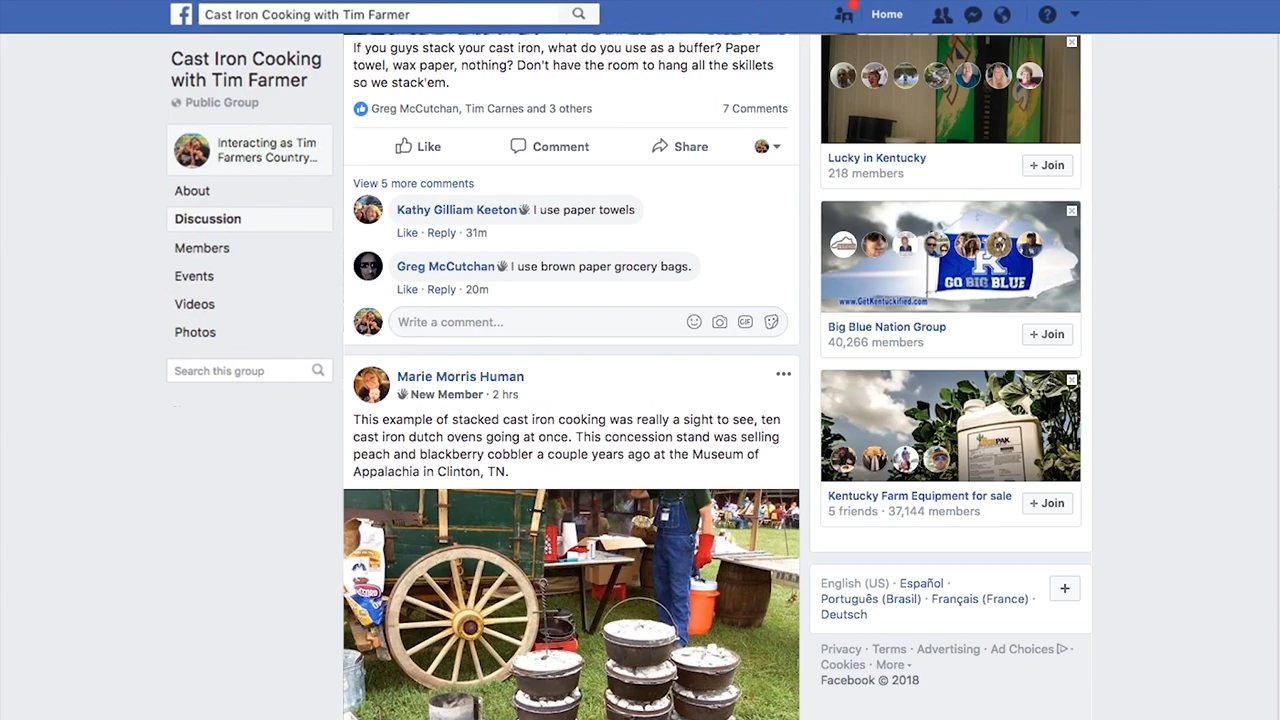 Cast Iron Cooking with Tim Farmer
Home
Cast Iron Cooking
with Tim Farmer
Public Group
Interacting as Tim
Farmers Country...
About
Discussion
Members
Events
Videos
Photos
Search this group
If you guys stack your cast iron, what do you use as a buffer? Paper
towel, wax paper, nothing? Don't have the room to hang all the skillets
so we stack'em.
Greg McCutchan, Tim Carnes and 3 others
7 Comments
Like
Comment
Share
View 5 more comments
Kathy Gilliam Keeton I use paper towels
Like · Reply · 31m
Greg McCutchan I use brown paper grocery bags.
Like · Reply · 20m
Write a comment...
GIF
Marie Morris Human
New Member · 2 hrs
This example of stacked cast iron cooking was really a sight to see, ten
cast iron dutch ovens going at once. This concession stand was selling
peach and blackberry cobbler a couple years ago at the Museum of
Appalachia in Clinton, TN.
Lucky in Kentucky
218 members
+ Join
K
GO BIG BLUE
www.GetKentuckified.com
Big Blue Nation Group
40,266 members
+ Join
Kentucky Farm Equipment for sale
5 friends · 37,144 members
+ Join
English (US) · Español ·
Português (Brasil) · Français (France) ·
Deutsch
+
Privacy · Terms · Advertising · Ad Choices ·
Cookies · More
Facebook © 2018